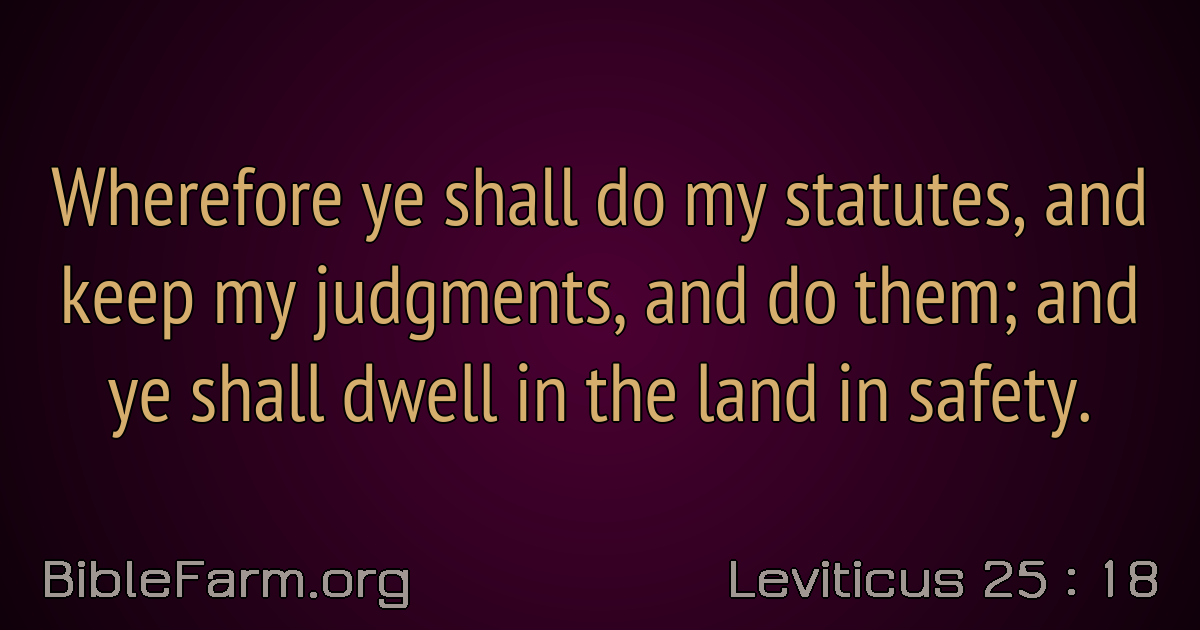 Wherefore ye shall do my statutes, and
keep my judgments, and do them; and
ye shall dwell in the land in safety.
BibleFarm.org
Leviticus 25 : 18